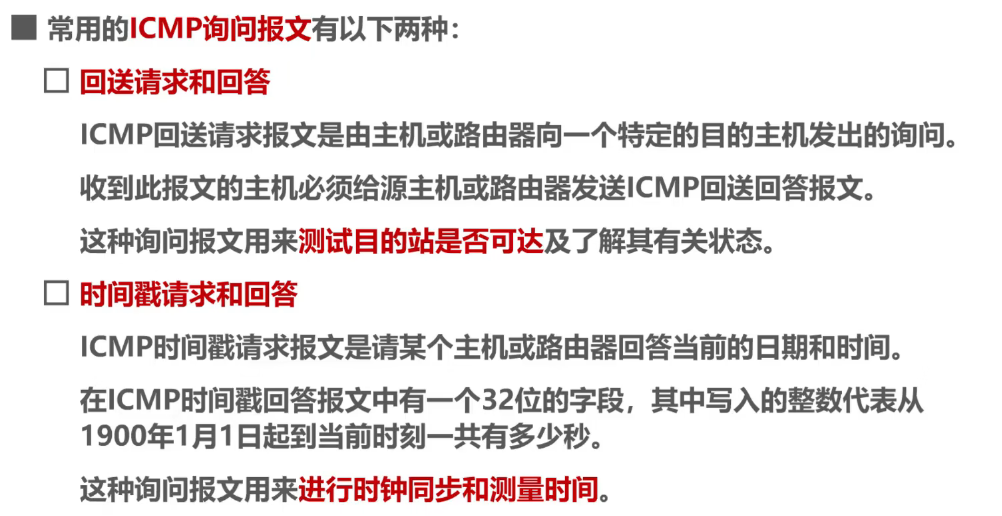 常用的ICMP询问报文有以下两种：
回送请求和回答
ICMP回送请求报文是由主机或路由器向一个特定的目的主机发出的询问。
收到此报文的主机必须给源主机或路由器发送ICMP回送回答报文。
这种询问报文用来测试目的站是否可达及了解其有关状态。
时间戳请求和回答
ICMP时间戳请求报文是请某个主机或路由器回答当前的日期和时间。
在ICMP时间戳回答报文中有一个32位的字段，其中写入的整数代表从
1900年1月1日起到当前时刻一共有多少秒。
这种询问报文用来进行时钟同步和测量时间。